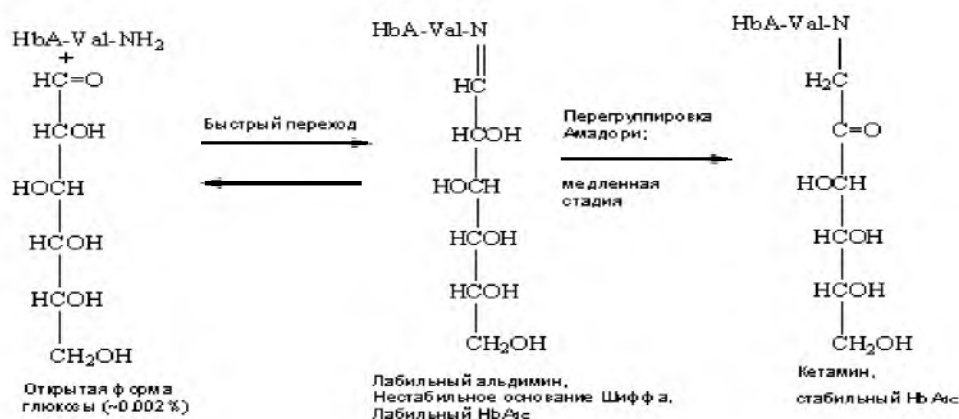 HbA-Val-NH2
+
HC=O
HCOH
HOCH
HCOH
HCOH
CH2OH
Открытая форма
глюкозы (~0.002 %)
Быстрый переход
HbA-Val-N
HC
HCOH
HOCH
HCOH
HCOH
CH2OH
Лабильный альдимин,
Нестабильное основание Шиффа,
Лабильный HbA1c
Перегруппировка
Амадори;
медленная
стадия
HbA-Val-N
H2C
C=O
HOCH
HCOH
HCOH
CH2OH
Кетамин,
стабильный HbA1c